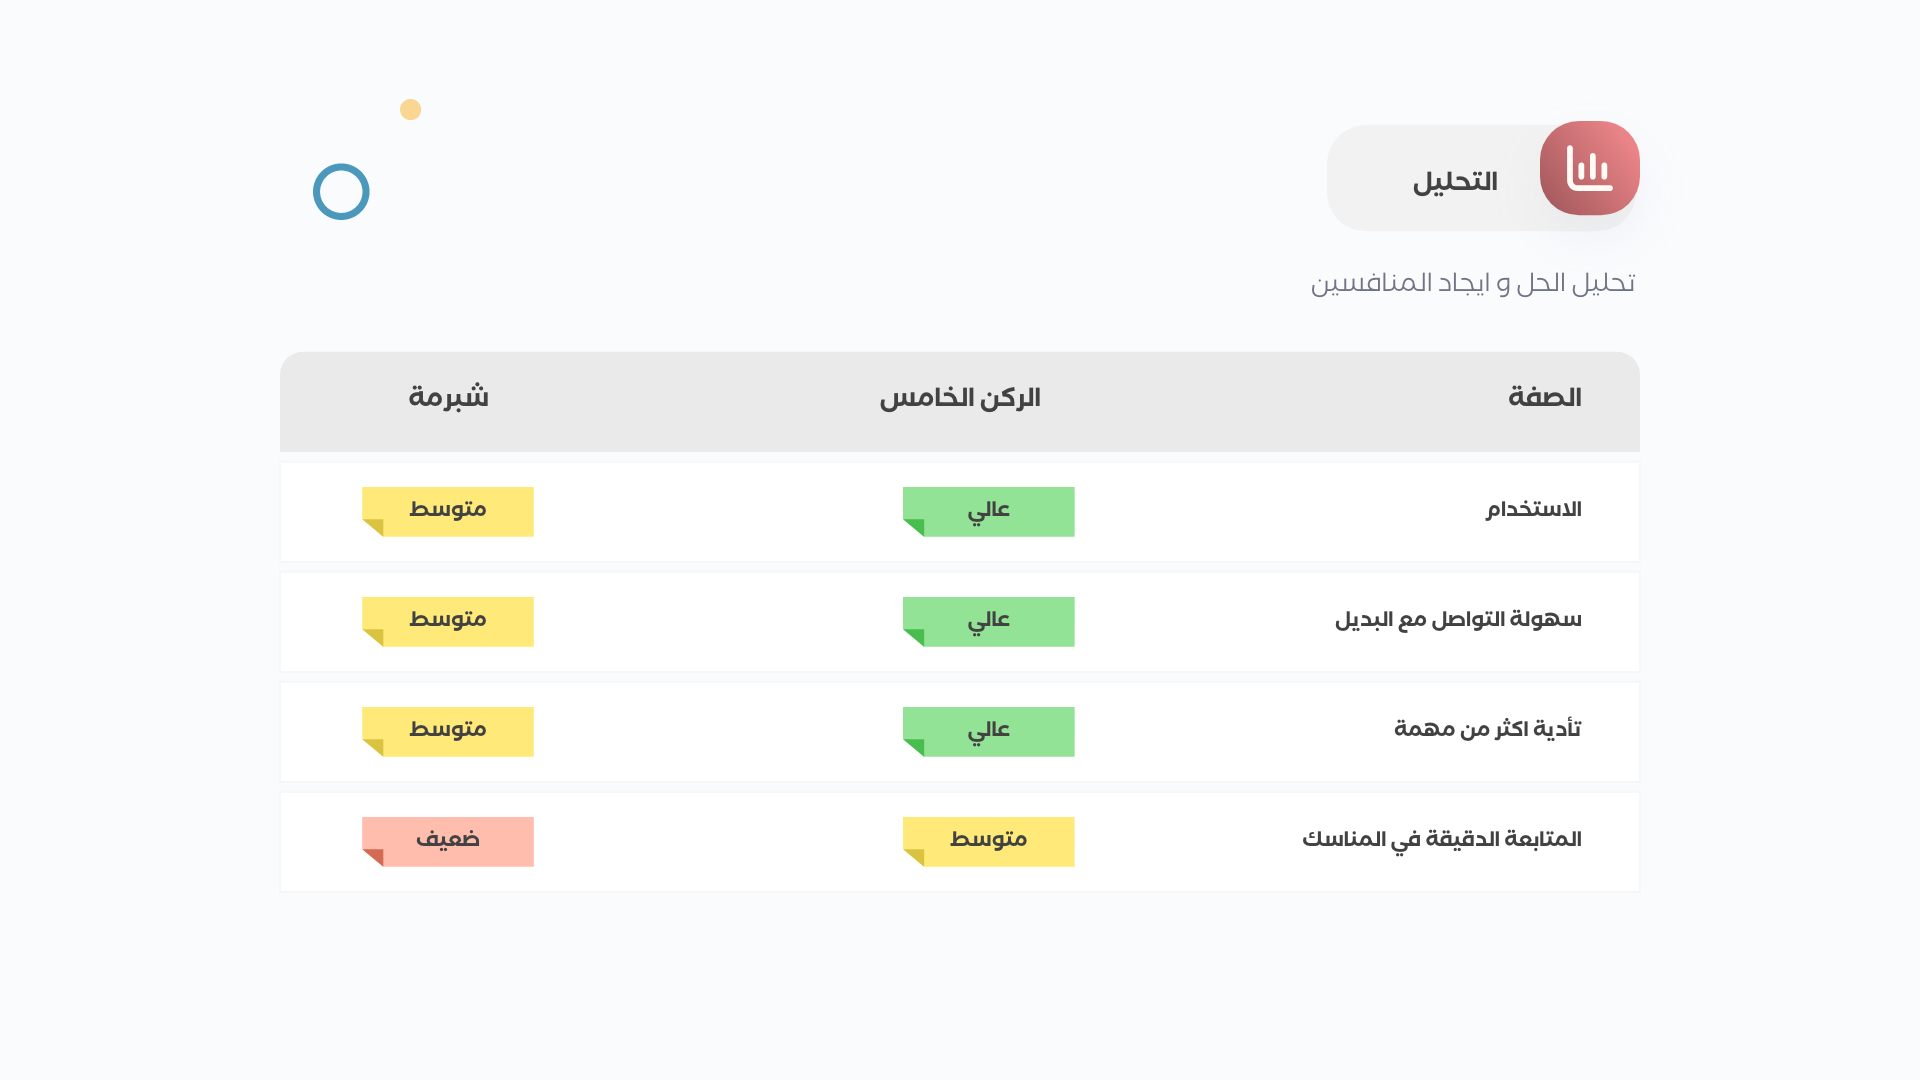 التحليل
تحليل الحل و ايجاد المنافسين
الصفة الركن الخامس شبرمة
الاستخدام عالي متوسط
سهولة التواصل مع البديل عالي متوسط
تأدية اكثر من مهمة عالي متوسط
المتابعة الدقيقة في المناسك متوسط ضعيف